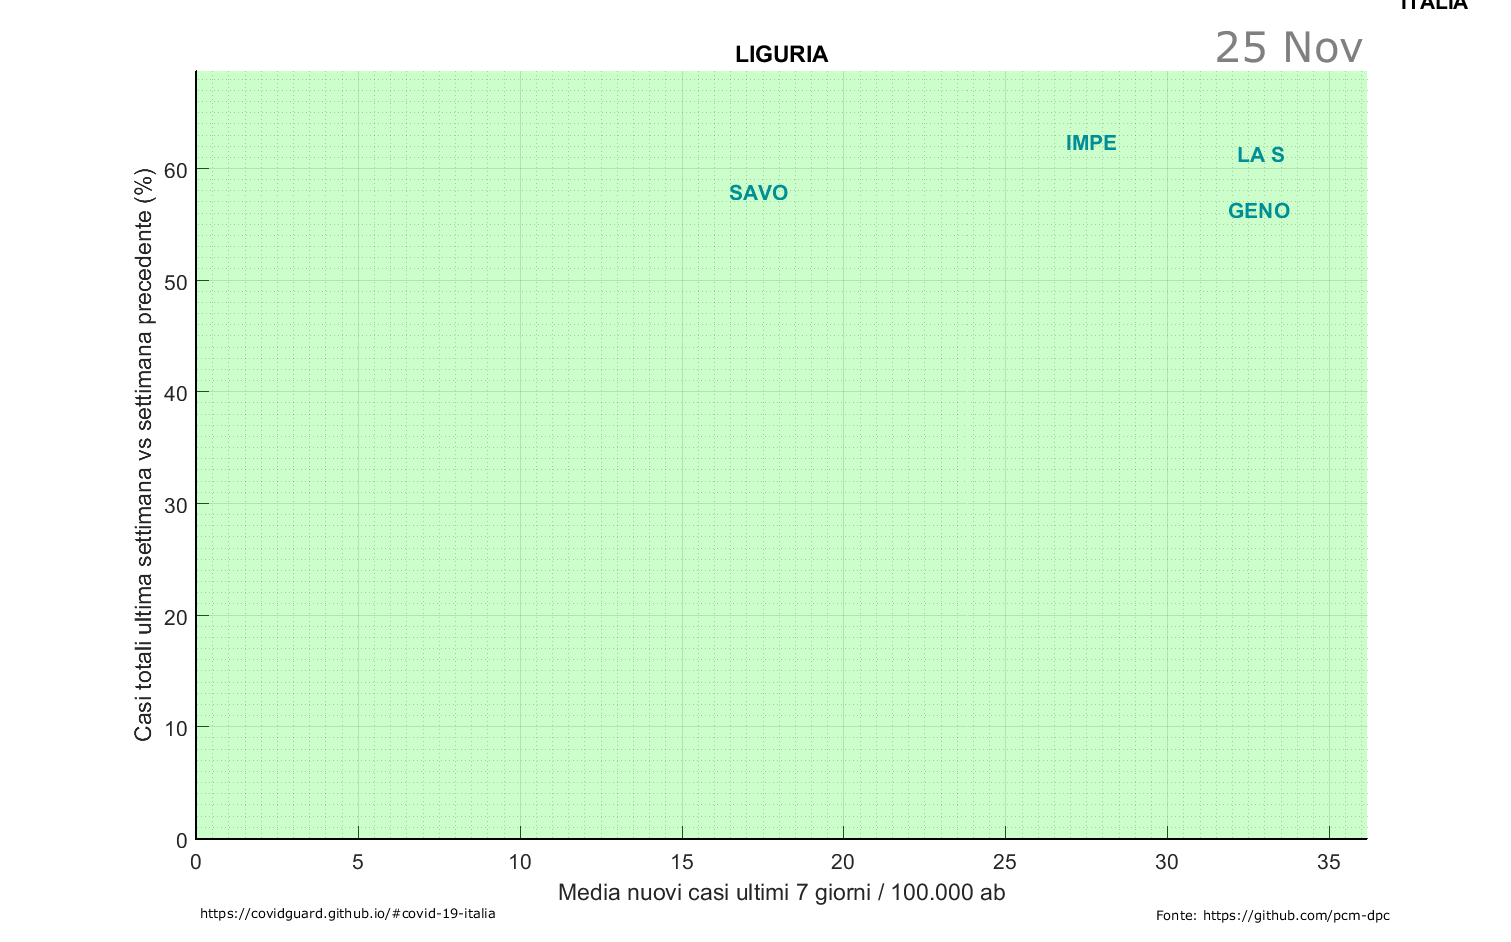 ITALIA
25 Nov
LIGURIA
IMPE
LA S
SAVO
GENO
Casi totali ultima settimana vs settimana precedente (%)
60
50
40
30
20
10
0
0 5 10 15 20 25 30 35
Media nuovi casi ultimi 7 giorni / 100.000 ab
https://covidguard.github.io/#covid-19-italia
Fonte: https://github.com/pcm-dpc